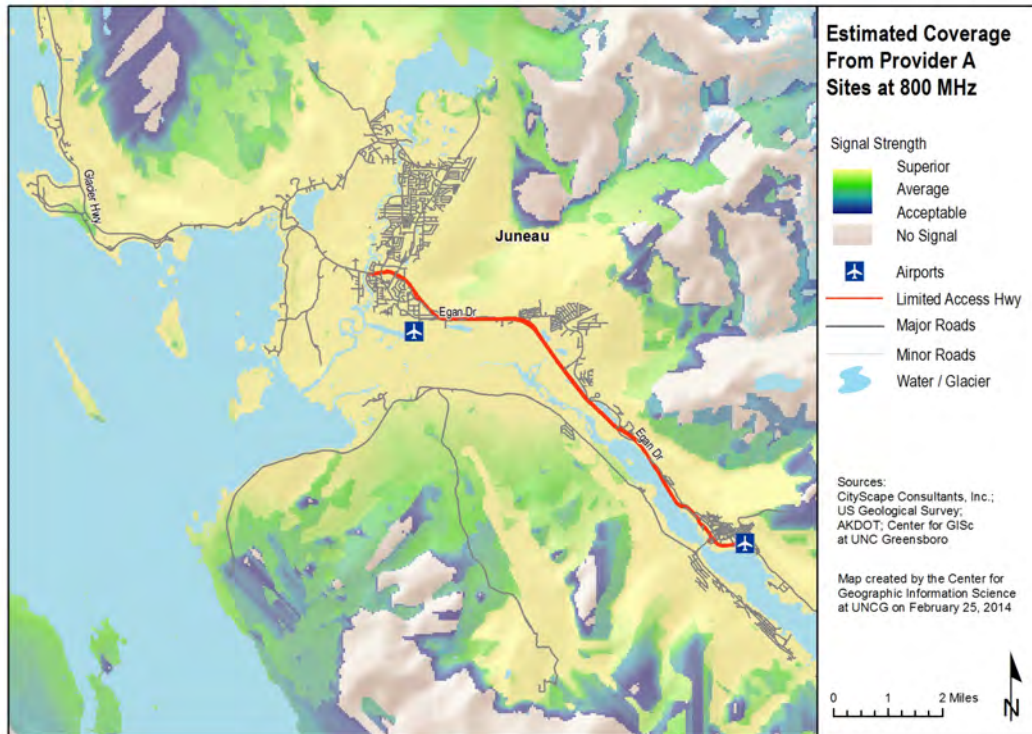 Estimated Coverage
From Provider A
Sites at 800 MHz
Signal Strength
Superior
Average
Acceptable
No Signal
Airports
Limited Access Hwy
Major Roads
Minor Roads
Water / Glacier
Sources:
CityScape Consultants, Inc.;
US Geological Survey;
AKDOT; Center for GISc
at UNC Greensboro
Map created by the Center for
Geographic Information Science
at UNCG on February 25, 2014
0 1 2 Miles
N
Glacier Hwy
Juneau
Egan Dr
Egan Dr